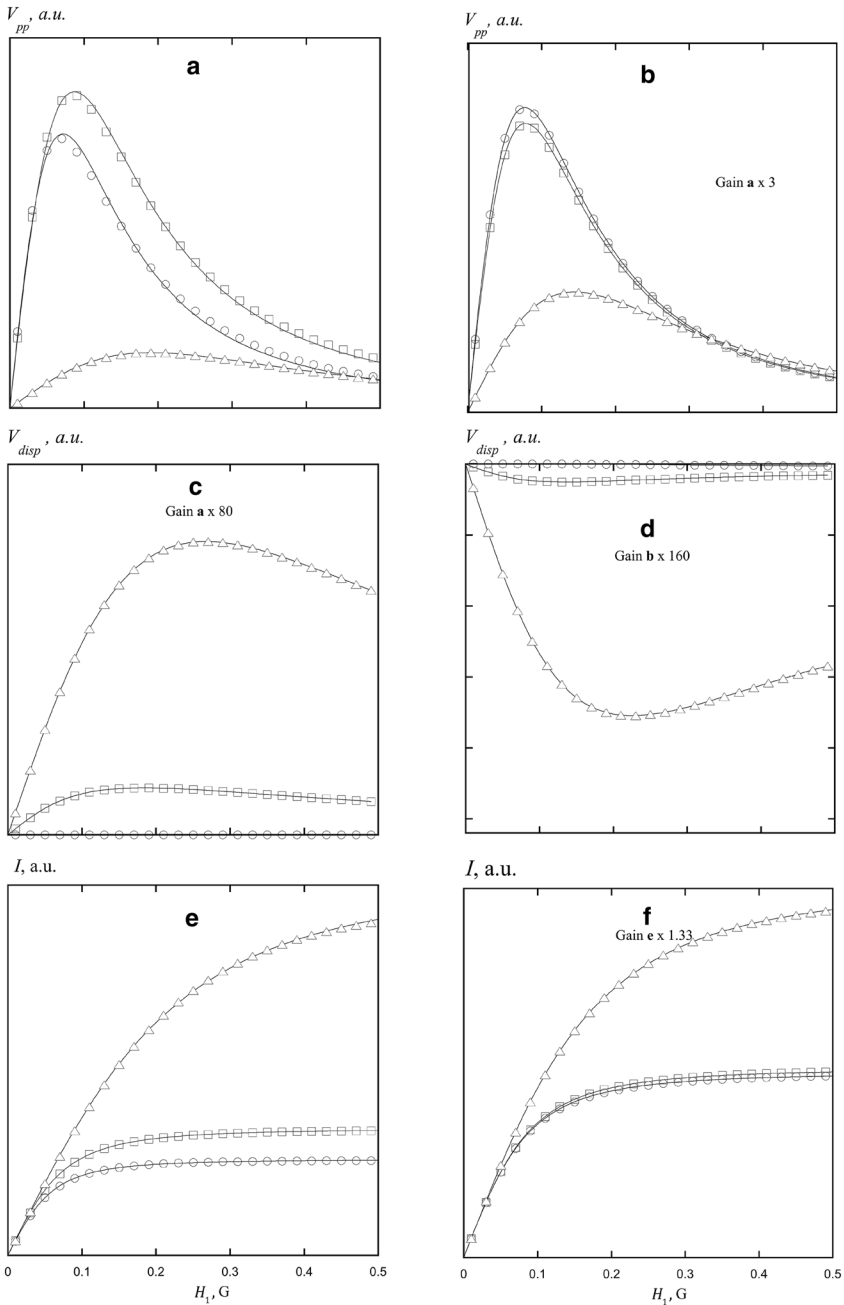 V_pp, a.u.
a
V_pp, a.u.
b
Gain a x 3
V_disp, a.u.
c
Gain a x 80
V_disp, a.u.
d
Gain b x 160
I, a.u.
e
0 0.1 0.2 0.3 0.4 0.5
H_1, G
I, a.u.
f
Gain e x 1.33
0 0.1 0.2 0.3 0.4 0.5
H_1, G